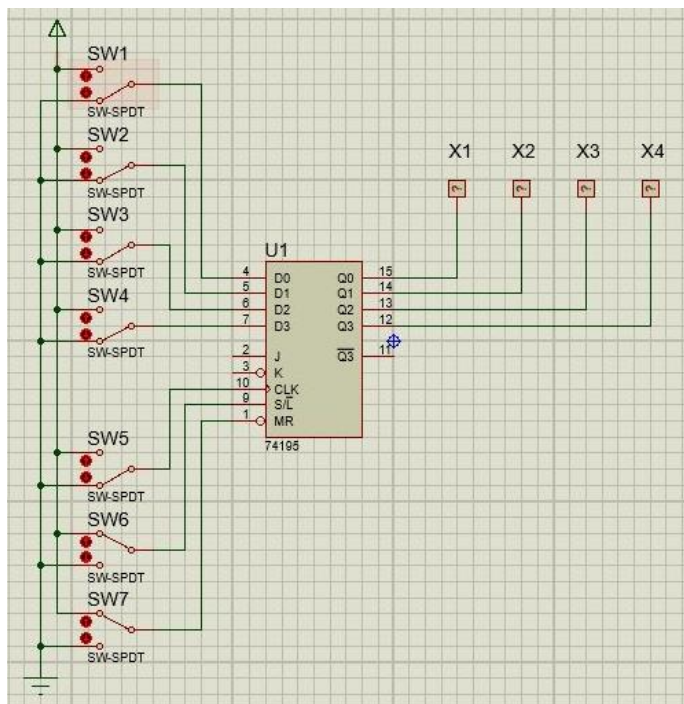 SW1
SW-SPDT
SW2
SW-SPDT
SW3
SW-SPDT
SW4
SW-SPDT
SW5
SW-SPDT
SW6
SW-SPDT
SW7
SW-SPDT
X1 X2 X3 X4
? ? ? ?
U1
4 D0 Q0 15
5 D1 Q1 14
6 D2 Q2 13
7 D3 Q3 12
2 J Q3 11
3 K
10 CLK
9 S/L
1 MR
74195